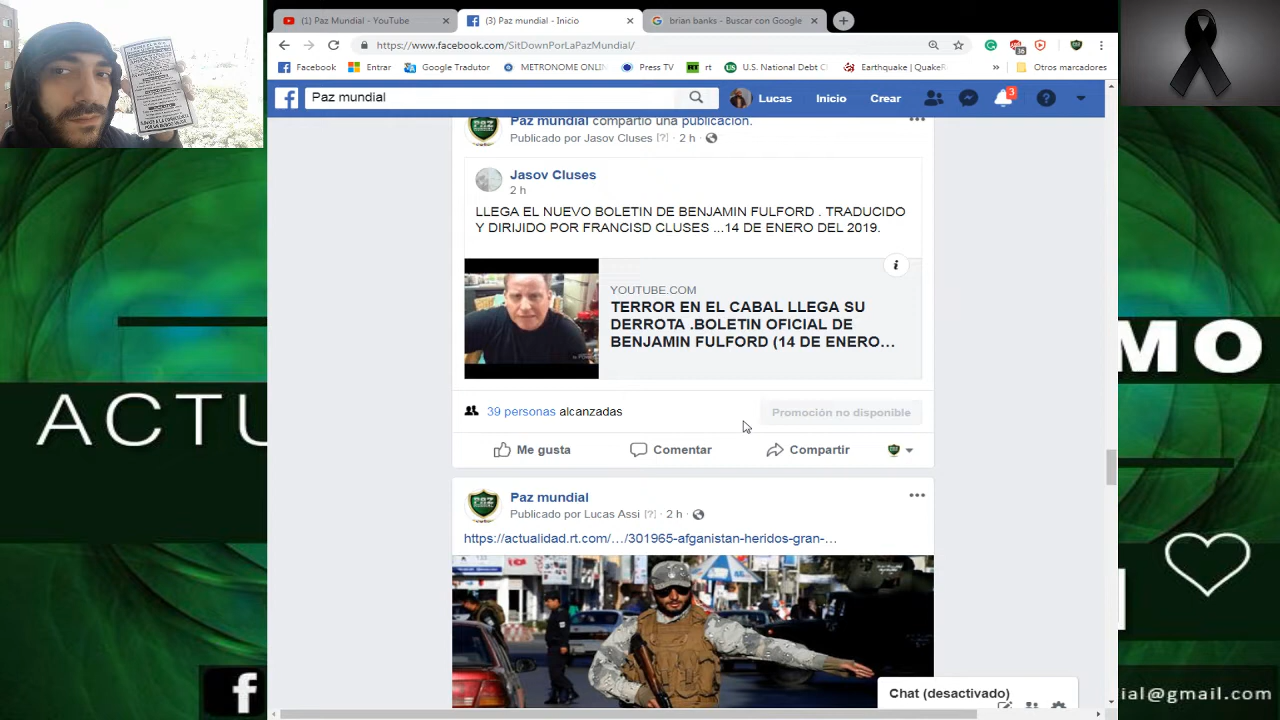 (1) Paz Mundial - YouTube
(3) Paz mundial - Inicio
brian banks - Buscar con Google
https://www.facebook.com/SitDownPorLaPazMundial/
Facebook
Entrar
Google Tradutor
METRONOME ONLIN
Press TV
rt
U.S. National Debt C
Earthquake | QuakeR
Otros marcadores
Paz mundial
Lucas
Inicio
Crear
3
Paz mundial compartió una publicación.
Publicado por Jasov Cluses [?] · 2 h ·
Jasov Cluses
2 h
LLEGA EL NUEVO BOLETIN DE BENJAMIN FULFORD . TRADUCIDO
Y DIRIJIDO POR FRANCISD CLUSES ...14 DE ENERO DEL 2019.
YOUTUBE.COM
TERROR EN EL CABAL LLEGA SU
DERROTA .BOLETIN OFICIAL DE
BENJAMIN FULFORD (14 DE ENERO…
39 personas alcanzadas
Promoción no disponible
Me gusta
Comentar
Compartir
Paz mundial
Publicado por Lucas Assi [?] · 2 h ·
https://actualidad.rt.com/…/301965-afganistan-heridos-gran-…
Chat (desactivado)
ACTU
MO
ial@gmail.com